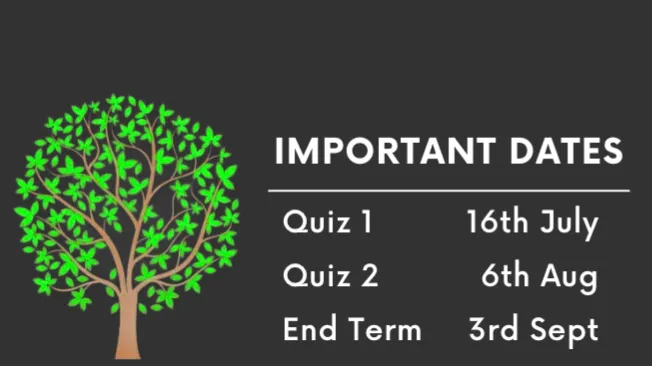 IMPORTANT DATES
Quiz 1 16th July
Quiz 2 6th Aug
End Term 3rd Sept